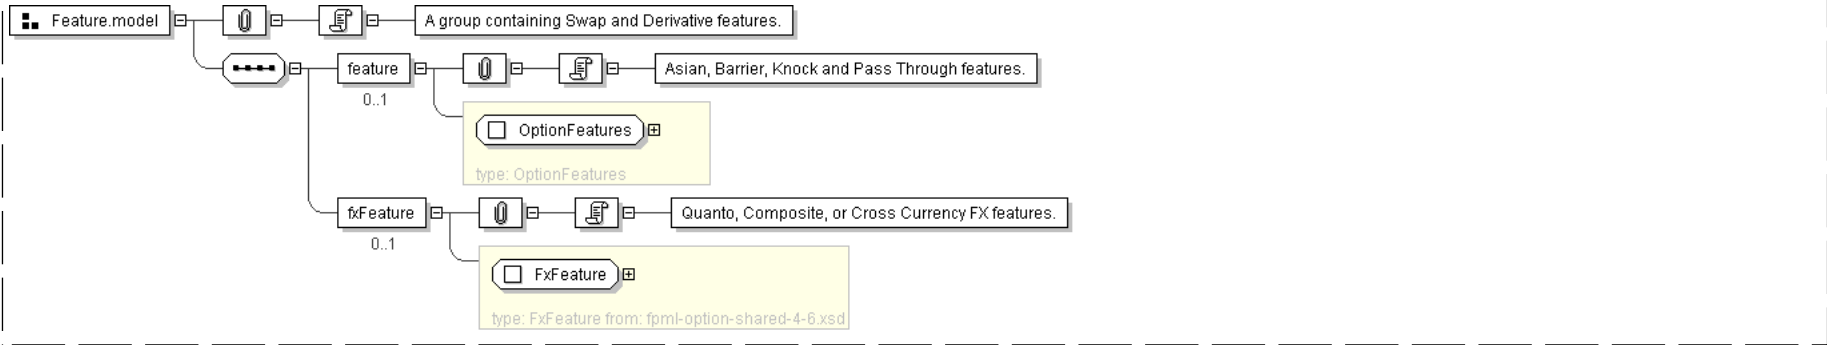 Feature.model
A group containing Swap and Derivative features.
feature
Asian, Barrier, Knock and Pass Through features.
0..1
OptionFeatures
type: OptionFeatures
fxFeature
Quanto, Composite, or Cross Currency FX features.
0..1
FxFeature
type: FxFeature from: fpml-option-shared-4-6.xsd